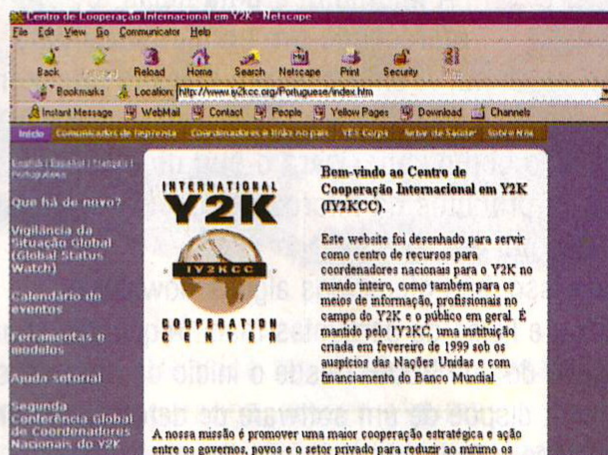 Centro de Cooperação Internacional em Y2K - Netscape
File Edit View Go Communicator Help
Back Forward Reload Home Search Netscape Print Security Stop
Bookmarks Location: http://www.iy2kcc.org/Portuguese/index.htm
Instant Message WebMail Contact People Yellow Pages Download Channels
Início Comunicados de Imprensa Coordenadores e links no país YES Corps Setor de Saúde Sobre Nós
English | Español | Français |
Portuguêse
Que há de novo?
Vigilância da
Situação Global
(Global Status
Watch)
Calendário de
eventos
Ferramentas e
modelos
Ajuda setorial
Segunda
Conferência Global
de Coordenadores
Nacionais do Y2K
INTERNATIONAL
Y2K
IY2KCC
COOPERATION
CENTER
Bem-vindo ao Centro de
Cooperação Internacional em Y2K
(IY2KCC).
Este website foi desenhado para servir
como centro de recursos para
coordenadores nacionais para o Y2K no
mundo inteiro, como também para os
meios de informação, profissionais no
campo do Y2K e o público em geral. É
mantido pelo IY2KC, uma instituição
criada em fevereiro de 1999 sob os
auspícios das Nações Unidas e com
financiamento do Banco Mundial.
A nossa missão é promover uma maior cooperação estratégica e ação
entre os governos, povos e o setor privado para reduzir ao mínimo os